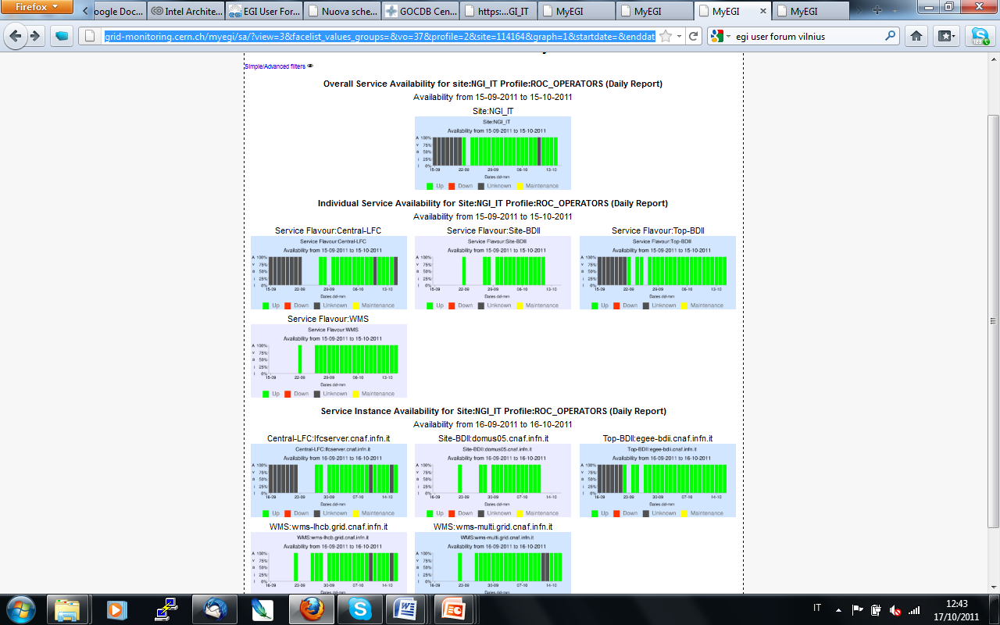 Firefox
oogle Doc...
Intel Archite...
EGI User For...
Nuova sche...
GOCDB Cen...
https:...GI_IT
MyEGI
MyEGI
MyEGI
MyEGI
grid-monitoring.cern.ch/myegi/sa/?view=3&facelist_values_groups=&vo=37&profile=2&site=114164&graph=1&startdate=&enddat
egi user forum vilnius
Simple/Advanced filters
Overall Service Availability for site:NGI_IT Profile:ROC_OPERATORS (Daily Report)
Availability from 15-09-2011 to 15-10-2011
Site:NGI_IT
Site:NGI_IT
Availability from 15-09-2011 to 15-10-2011
100%
75%
50%
0%
15-09 22-09 29-09 06-10 13-10
Dates dd-mm
Up Down Unknown Maintenance
Individual Service Availability for Site:NGI_IT Profile:ROC_OPERATORS (Daily Report)
Availability from 15-09-2011 to 15-10-2011
Service Flavour:Central-LFC
Service Flavour:Central-LFC
Availability from 15-09-2011 to 15-10-2011
A 100%
v 75%
a 50%
i 0%
15-09 22-09 29-09 06-10 13-10
Dates dd-mm
Up Down Unknown Maintenance
Service Flavour:Site-BDII
Service Flavour:Site-BDII
Availability from 15-09-2011 to 15-10-2011
A 100%
v 75%
a 50%
i 0%
15-09 22-09 29-09 06-10 13-10
Dates dd-mm
Up Down Unknown Maintenance
Service Flavour:Top-BDII
Service Flavour:Top-BDII
Availability from 15-09-2011 to 15-10-2011
A 100%
v 75%
a 50%
i 0%
15-09 22-09 29-09 06-10 13-10
Dates dd-mm
Up Down Unknown Maintenance
Service Flavour:WMS
Service Flavour:WMS
Availability from 15-09-2011 to 15-10-2011
A 100%
v 75%
a 50%
i 0%
15-09 22-09 29-09 06-10 13-10
Dates dd-mm
Up Down Unknown Maintenance
Service Instance Availability for Site:NGI_IT Profile:ROC_OPERATORS (Daily Report)
Availability from 16-09-2011 to 16-10-2011
Central-LFC:lfcserver.cnaf.infn.it
Central-LFC:lfcserver.cnaf.infn.it
Availability from 16-09-2011 to 16-10-2011
A 100%
v 75%
a 50%
i 0%
16-09 23-09 30-09 07-10 14-10
Dates dd-mm
Up Down Unknown Maintenance
Site-BDII:domus05.cnaf.infn.it
Site-BDII:domus05.cnaf.infn.it
Availability from 16-09-2011 to 16-10-2011
A 100%
v 75%
a 50%
i 0%
16-09 23-09 30-09 07-10 14-10
Dates dd-mm
Up Down Unknown Maintenance
Top-BDII:egee-bdii.cnaf.infn.it
Top-BDII:egee-bdii.cnaf.infn.it
Availability from 16-09-2011 to 16-10-2011
A 100%
v 75%
a 50%
i 0%
16-09 23-09 30-09 07-10 14-10
Dates dd-mm
Up Down Unknown Maintenance
WMS:wms-lhcb.grid.cnaf.infn.it
WMS:wms-lhcb.grid.cnaf.infn.it
Availability from 16-09-2011 to 16-10-2011
A 100%
v 75%
a 50%
i 0%
16-09 23-09 30-09 07-10 14-10
WMS:wms-multi.grid.cnaf.infn.it
WMS:wms-multi.grid.cnaf.infn.it
Availability from 16-09-2011 to 16-10-2011
A 100%
v 75%
a 50%
i 0%
16-09 23-09 30-09 07-10 14-10
IT
12:43
17/10/2011